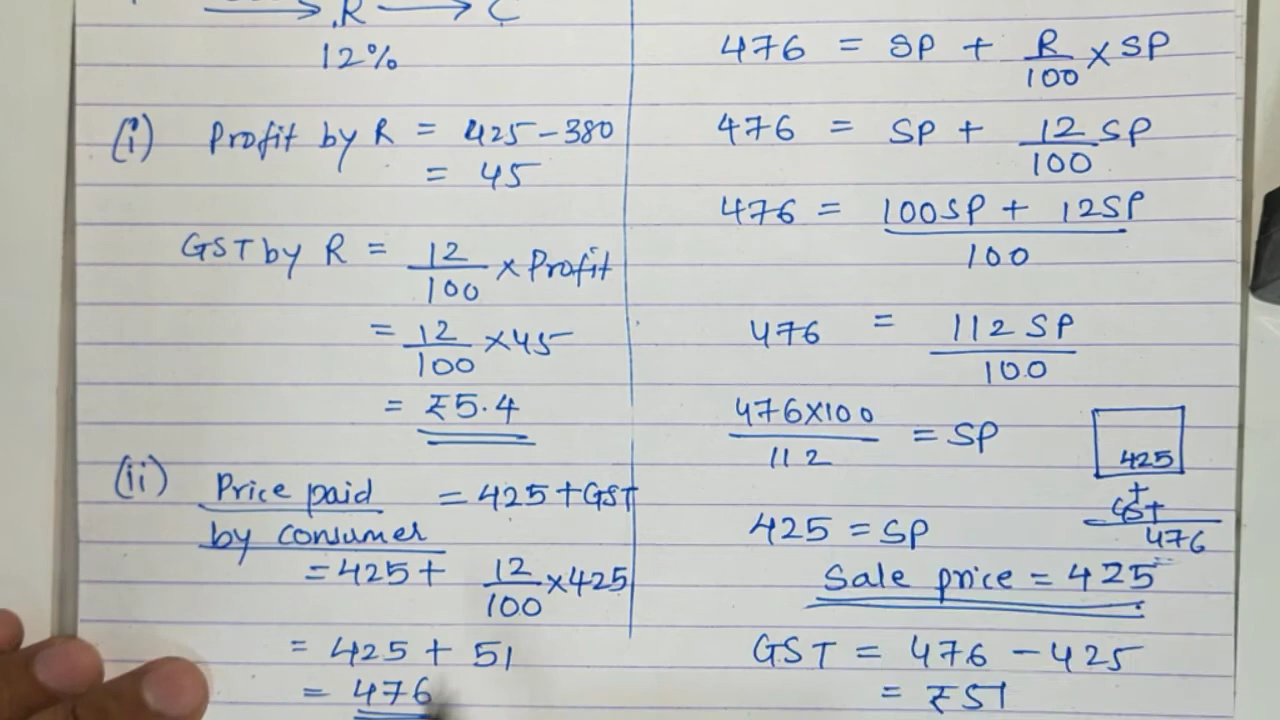 → R → C
12%
(i) Profit by R = 425 - 380
= 45
GST by R = 12/100 × Profit
= 12/100 × 45
= ₹5.4
(ii) Price paid by consumer = 425 + GST
= 425 + 12/100 × 425
= 425 + 51
= 476
476 = SP + R/100 × SP
476 = SP + 12/100 SP
476 = 100SP + 12SP / 100
476 = 112 SP / 100
476×100 / 112 = SP
425
+
GST
476
425 = SP
Sale price = 425
GST = 476 - 425
= ₹51